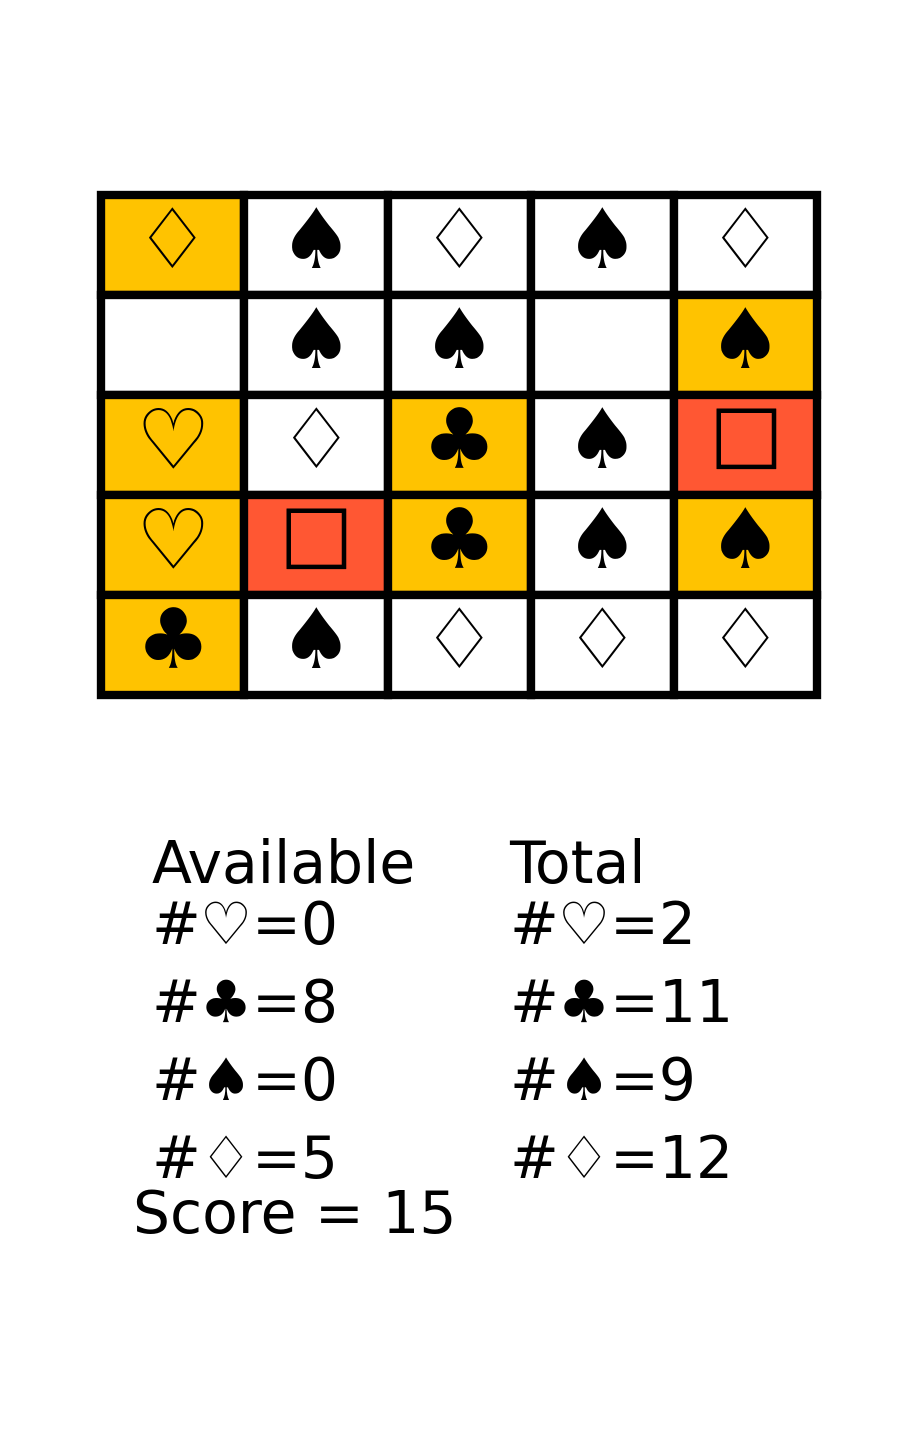 ♢ ♠ ♢ ♠ ♢
♠ ♠ ♠
♡ ♢ ♣ ♠ □
♡ □ ♣ ♠ ♠
♣ ♠ ♢ ♢ ♢
Available Total
#♡=0 #♡=2
#♣=8 #♣=11
#♠=0 #♠=9
#♢=5 #♢=12
Score = 15